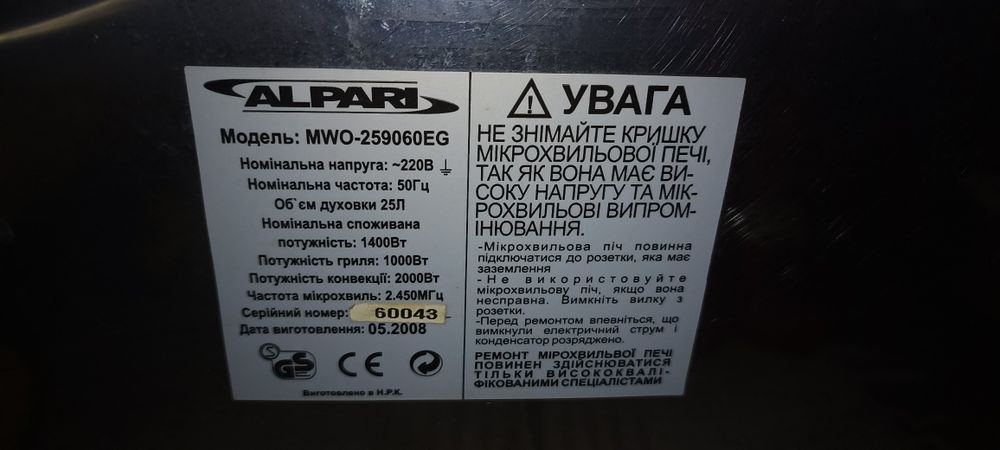 ALPARI
Модель: MWO-259060EG
Номінальна напруга: ~220В
Номінальна частота: 50Гц
Об`єм духовки 25Л
Номінальна споживана
потужність: 1400Вт
Потужність гриля: 1000Вт
Потужність конвекції: 2000Вт
Частота мікрохвиль: 2.450МГц
Серійний номер: 60043
Дата виготовлення: 05.2008
S GS CE C
Виготовлено в Н.Р.К.
УВАГА
НЕ ЗНІМАЙТЕ КРИШКУ
МІКРОХВИЛЬОВОЇ ПЕЧІ,
ТАК ЯК ВОНА МАЄ ВИ-
СОКУ НАПРУГУ ТА МІК-
РОХВИЛЬОВІ ВИПРОМ-
ІНЮВАННЯ.
-Мікрохвильова піч повинна
підключатися до розетки, яка має
заземлення
-Не використовуйте
мікрохвильову піч, якщо вона
несправна. Вимкніть вилку з
розетки.
-Перед ремонтом впевніться, що
вимкнули електричний струм і
конденсатор розряджено.
РЕМОНТ МІРОХВИЛЬОВОЇ ПЕЧІ
ПОВИНЕН ЗДІЙСНЮВАТИСЯ
ТІЛЬКИ ВИСОКОКВАЛІ-
ФІКОВАНИМИ СПЕЦІАЛІСТАМИ